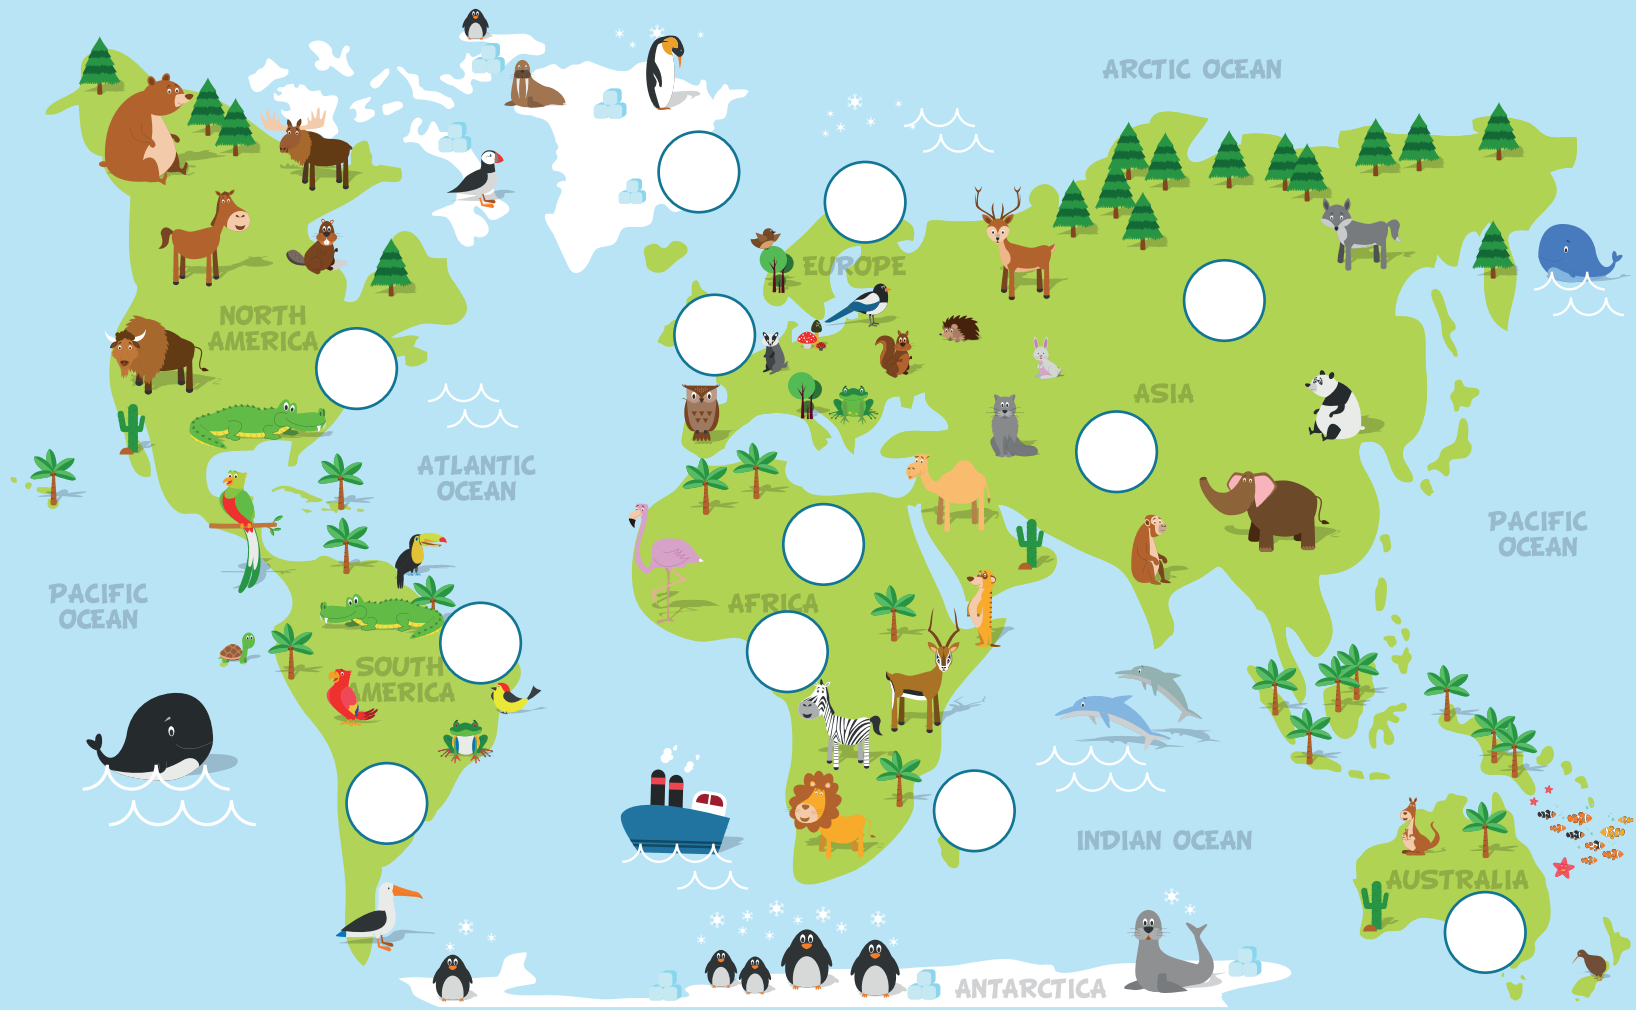 ARCTIC OCEAN
EUROPE
NORTH
AMERICA
ASIA
ATLANTIC
OCEAN
PACIFIC
OCEAN
PACIFIC
OCEAN
AFRICA
SOUTH
AMERICA
INDIAN OCEAN
AUSTRALIA
ANTARCTICA